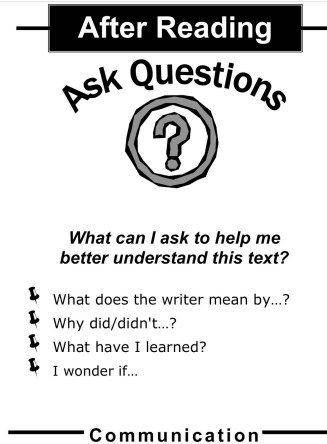 After Reading
Ask Questions
?
What can I ask to help me
better understand this text?
What does the writer mean by…?
Why did/didn't…?
What have I learned?
I wonder if…
Communication